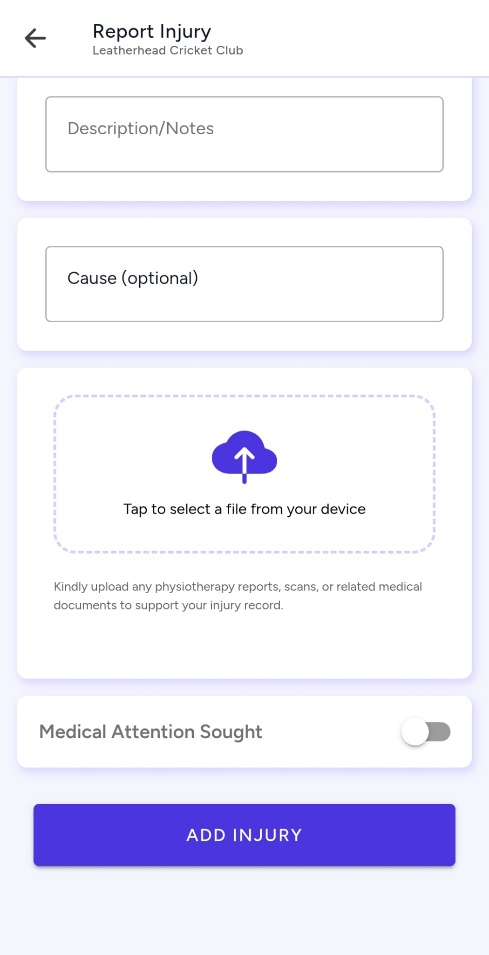 Report Injury
Leatherhead Cricket Club
Description/Notes
Cause (optional)
Tap to select a file from your device
Kindly upload any physiotherapy reports, scans, or related medical
documents to support your injury record.
Medical Attention Sought
ADD INJURY